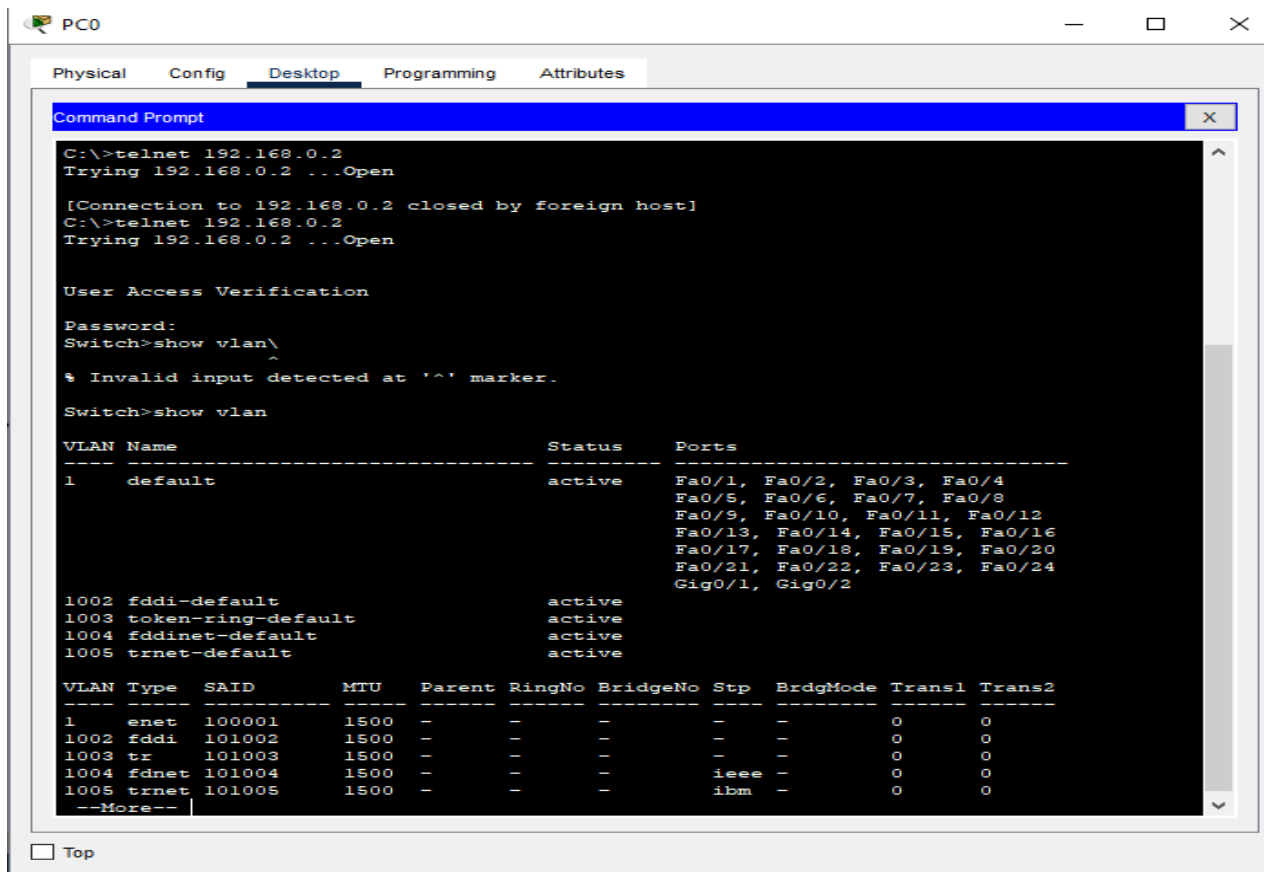 PC0
Physical Config Desktop Programming Attributes
Command Prompt X
C:\>telnet 192.168.0.2
Trying 192.168.0.2 ...Open
[Connection to 192.168.0.2 closed by foreign host]
C:\>telnet 192.168.0.2
Trying 192.168.0.2 ...Open
User Access Verification
Password:
Switch>show vlan\
^
% Invalid input detected at '^' marker.
Switch>show vlan
VLAN Name                             Status    Ports
---- -------------------------------- --------- -------------------------------
1    default                          active    Fa0/1, Fa0/2, Fa0/3, Fa0/4
                                                Fa0/5, Fa0/6, Fa0/7, Fa0/8
                                                Fa0/9, Fa0/10, Fa0/11, Fa0/12
                                                Fa0/13, Fa0/14, Fa0/15, Fa0/16
                                                Fa0/17, Fa0/18, Fa0/19, Fa0/20
                                                Fa0/21, Fa0/22, Fa0/23, Fa0/24
                                                Gig0/1, Gig0/2
1002 fddi-default                     active
1003 token-ring-default               active
1004 fddinet-default                  active
1005 trnet-default                    active
VLAN Type  SAID       MTU   Parent RingNo BridgeNo Stp  BrdgMode Trans1 Trans2
---- ----- ---------- ----- ------ ------ -------- ---- -------- ------ ------
1    enet  100001     1500  -      -      -        -    -        0      0
1002 fddi  101002     1500  -      -      -        -    -        0      0
1003 tr    101003     1500  -      -      -        -    -        0      0
1004 fdnet 101004     1500  -      -      -        ieee -        0      0
1005 trnet 101005     1500  -      -      -        ibm  -        0      0
 --More--
Top